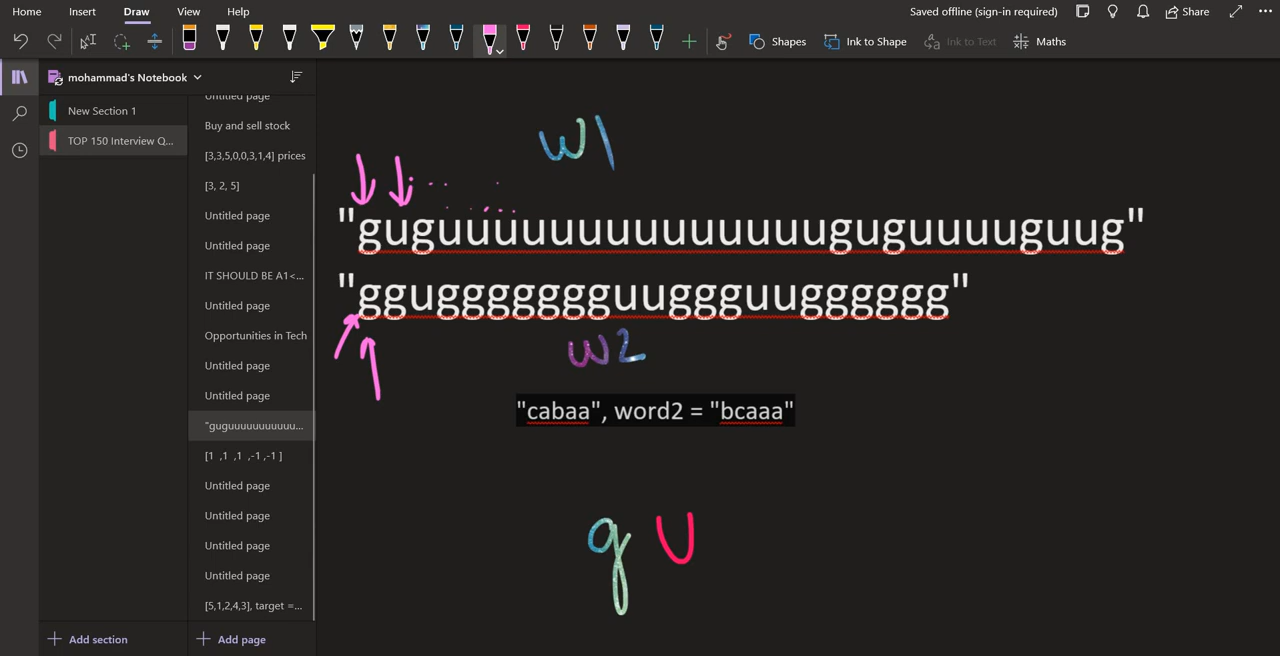 Home Insert Draw View Help
Saved offline (sign-in required)
Share
Shapes
Ink to Shape
Ink to Text
Maths
mohammad's Notebook
New Section 1
TOP 150 Interview Q...
Untitled page
Buy and sell stock
[3,3,5,0,0,3,1,4] prices
[3, 2, 5]
Untitled page
Untitled page
IT SHOULD BE A1<...
Untitled page
Opportunities in Tech
Untitled page
Untitled page
"guguuuuuuuuuuu...
[1 ,1 ,1 ,-1 ,-1 ]
Untitled page
Untitled page
Untitled page
Untitled page
[5,1,2,4,3], target =...
Add section
Add page
w1
"guguuuuuuuuuuuuuuguguuuuguug"
"gguggggggguuggguugggggg"
w2
"cabaa", word2 = "bcaaa"
g U